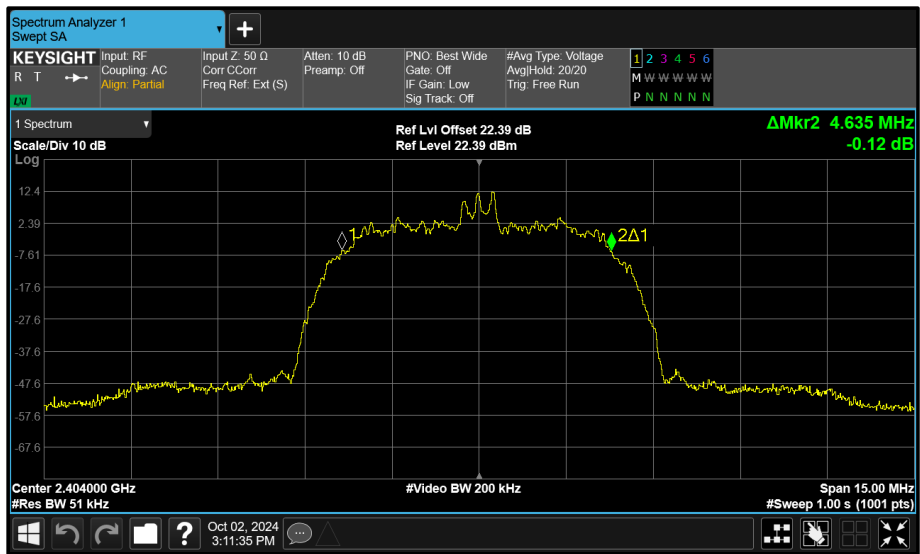 Spectrum Analyzer 1
Swept SA
+
KEYSIGHT
R T
LXI
Input: RF
Coupling: AC
Align: Partial
Input Z: 50 Ω
Corr CCorr
Freq Ref: Ext (S)
Atten: 10 dB
Preamp: Off
PNO: Best Wide
Gate: Off
IF Gain: Low
Sig Track: Off
#Avg Type: Voltage
Avg|Hold: 20/20
Trig: Free Run
1 2 3 4 5 6
M W W W W W
P N N N N N
1 Spectrum
Scale/Div 10 dB
Log
Ref Lvl Offset 22.39 dB
Ref Level 22.39 dBm
ΔMkr2 4.635 MHz
-0.12 dB
12.4
2.39
-7.61
-17.6
-27.6
-37.6
-47.6
-57.6
-67.6
1
2Δ1
Center 2.404000 GHz
#Res BW 51 kHz
#Video BW 200 kHz
Span 15.00 MHz
#Sweep 1.00 s (1001 pts)
?
Oct 02, 2024
3:11:35 PM